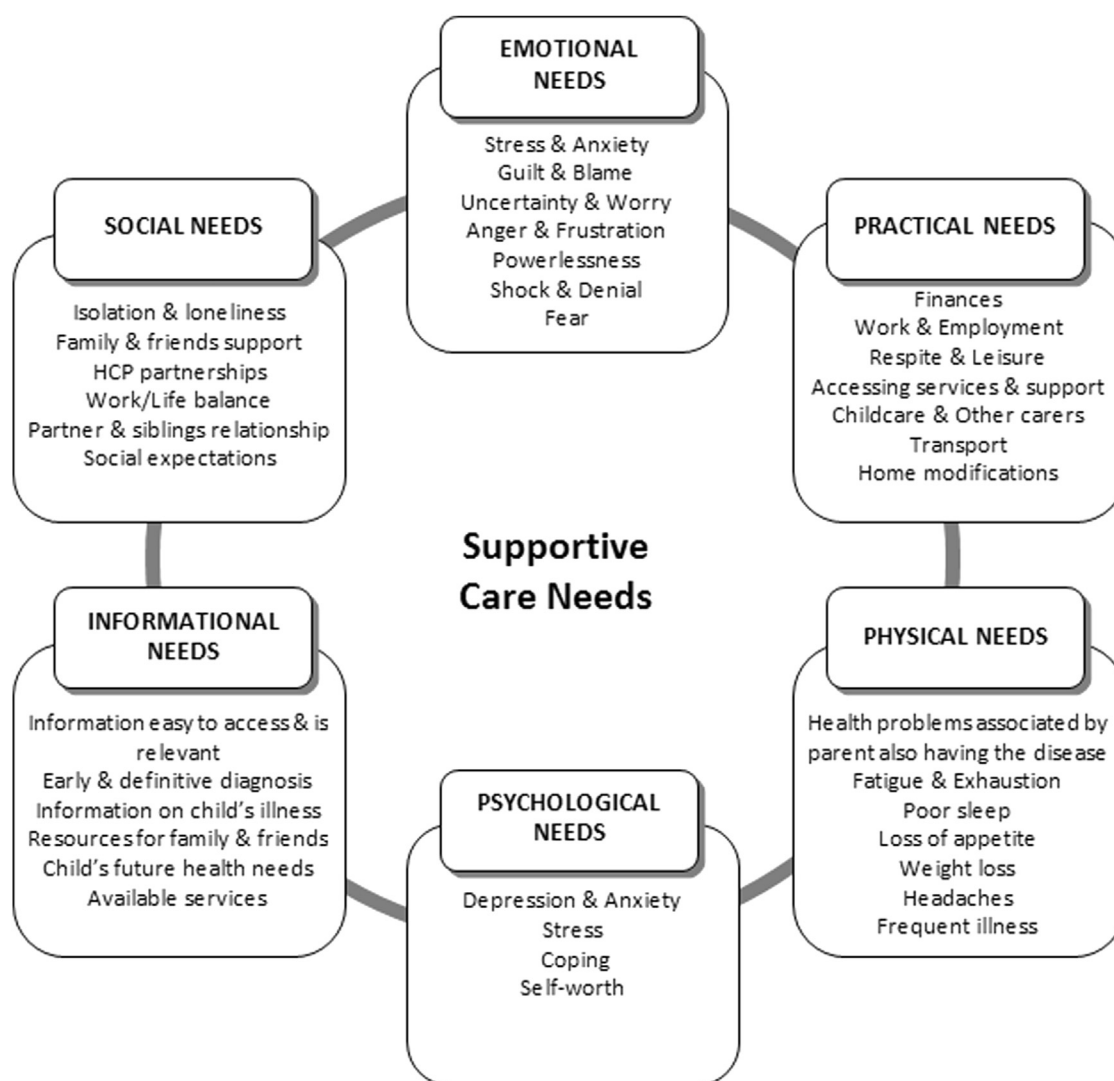 EMOTIONAL
NEEDS
Stress & Anxiety
Guilt & Blame
Uncertainty & Worry
Anger & Frustration
Powerlessness
Shock & Denial
Fear
SOCIAL NEEDS
Isolation & loneliness
Family & friends support
HCP partnerships
Work/Life balance
Partner & siblings relationship
Social expectations
PRACTICAL NEEDS
Finances
Work & Employment
Respite & Leisure
Accessing services & support
Childcare & Other carers
Transport
Home modifications
Supportive
Care Needs
INFORMATIONAL
NEEDS
Information easy to access & is
relevant
Early & definitive diagnosis
Information on child's illness
Resources for family & friends
Child's future health needs
Available services
PHYSICAL NEEDS
Health problems associated by
parent also having the disease
Fatigue & Exhaustion
Poor sleep
Loss of appetite
Weight loss
Headaches
Frequent illness
PSYCHOLOGICAL
NEEDS
Depression & Anxiety
Stress
Coping
Self-worth